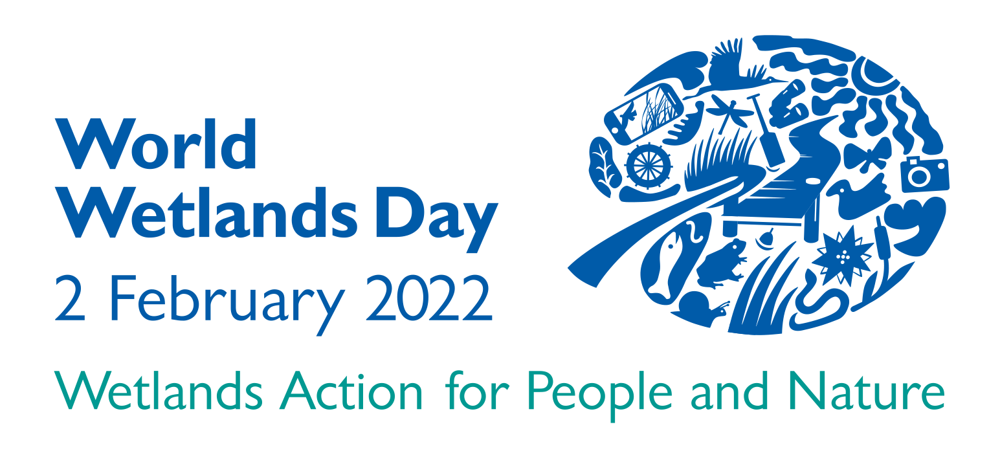 World
Wetlands Day
2 February 2022
Wetlands Action for People and Nature